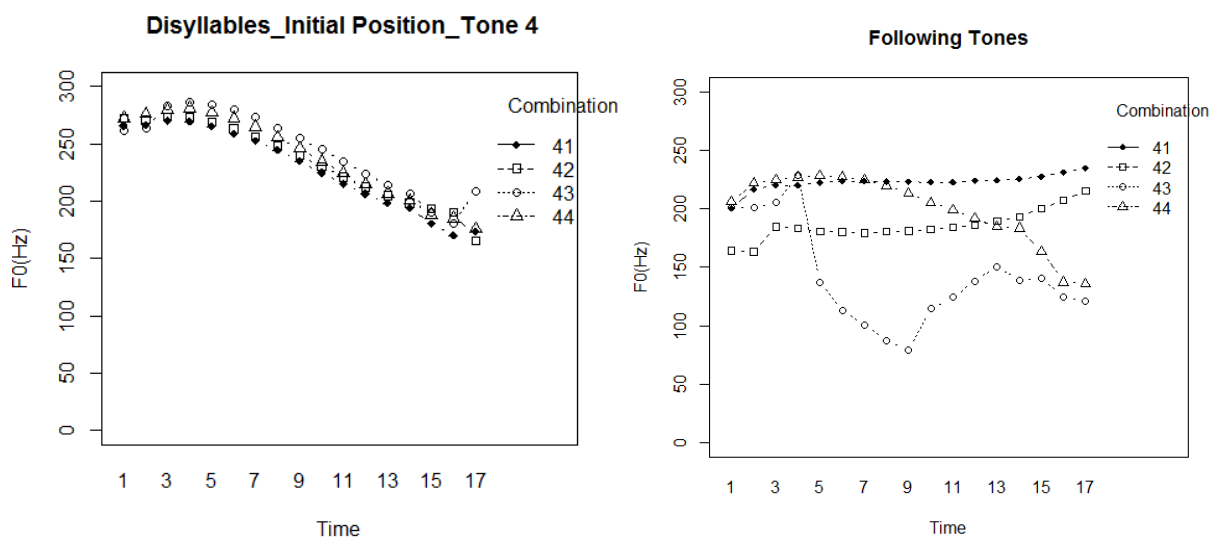 Disyllables_Initial Position_Tone 4
F0(Hz)
300
250
200
150
100
50
0
Combination
41
42
43
44
1 3 5 7 9 11 13 15 17
Time
Following Tones
F0(Hz)
300
250
200
150
100
50
0
Combination
41
42
43
44
1 3 5 7 9 11 13 15 17
Time